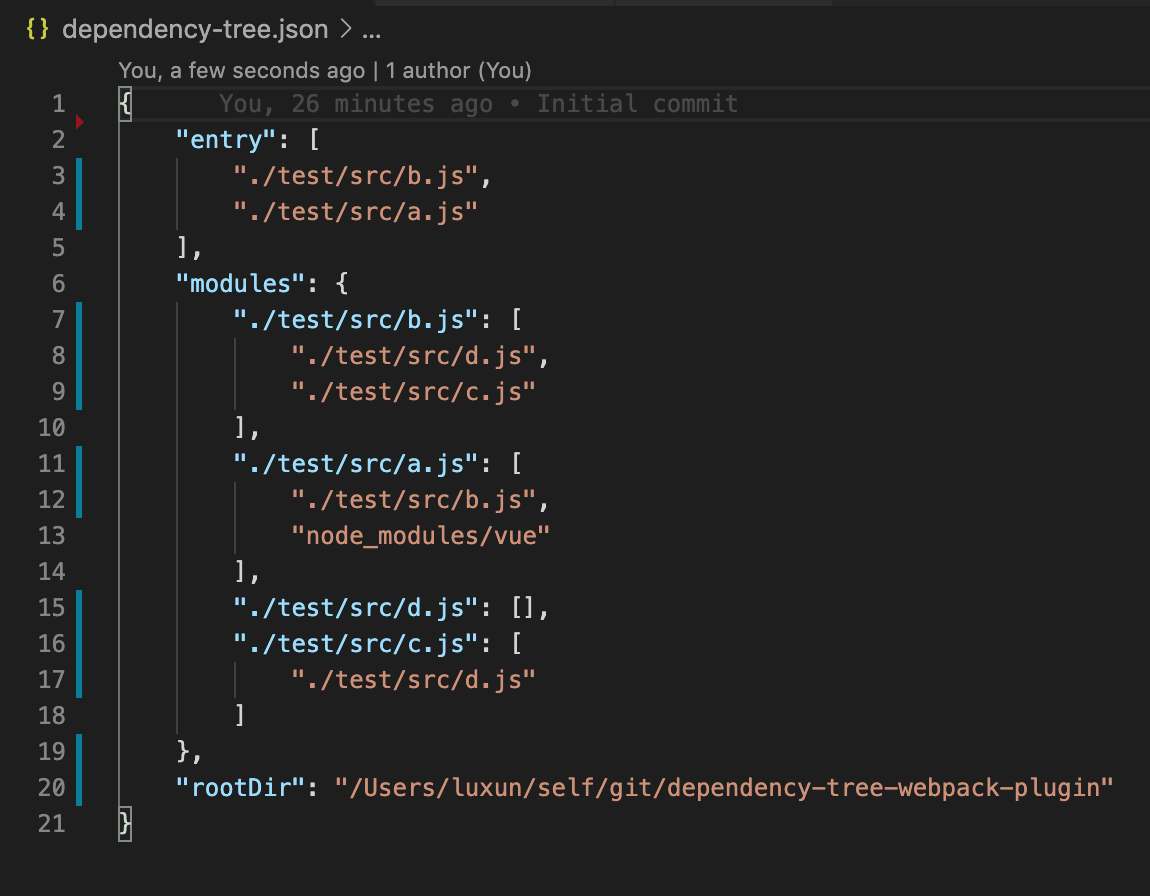 {} dependency-tree.json > ...
You, a few seconds ago | 1 author (You)
1 { You, 26 minutes ago • Initial commit
2 "entry": [
3 "./test/src/b.js",
4 "./test/src/a.js"
5 ],
6 "modules": {
7 "./test/src/b.js": [
8 "./test/src/d.js",
9 "./test/src/c.js"
10 ],
11 "./test/src/a.js": [
12 "./test/src/b.js",
13 "node_modules/vue"
14 ],
15 "./test/src/d.js": [],
16 "./test/src/c.js": [
17 "./test/src/d.js"
18 ]
19 },
20 "rootDir": "/Users/luxun/self/git/dependency-tree-webpack-plugin"
21 }